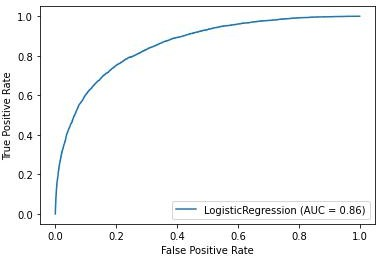 1.0
0.8
0.6
0.4
0.2
0.0
True Positive Rate
LogisticRegression (AUC = 0.86)
0.0 0.2 0.4 0.6 0.8 1.0
False Positive Rate